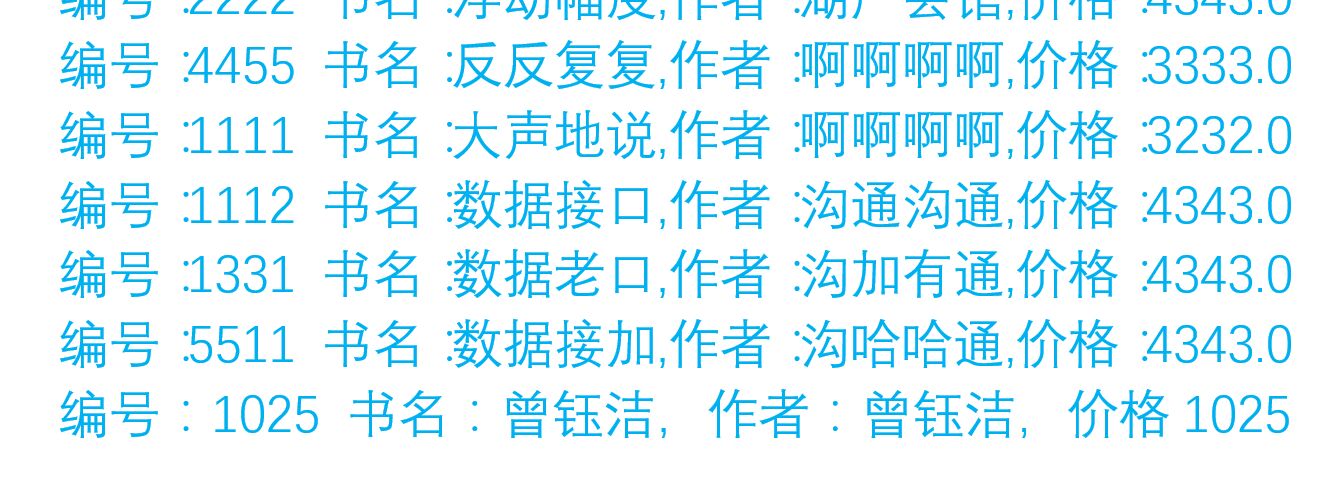 编号 :2222 书名 :浮动幅度,作者 :湖广会馆,价格 :4343.0
编号 :4455 书名 :反反复复,作者 :啊啊啊啊,价格 :3333.0
编号 :1111 书名 :大声地说,作者 :啊啊啊啊,价格 :3232.0
编号 :1112 书名 :数据接口,作者 :沟通沟通,价格 :4343.0
编号 :1331 书名 :数据老口,作者 :沟加有通,价格 :4343.0
编号 :5511 书名 :数据接加,作者 :沟哈哈通,价格 :4343.0
编号：1025 书名：曾钰洁，作者：曾钰洁，价格 1025